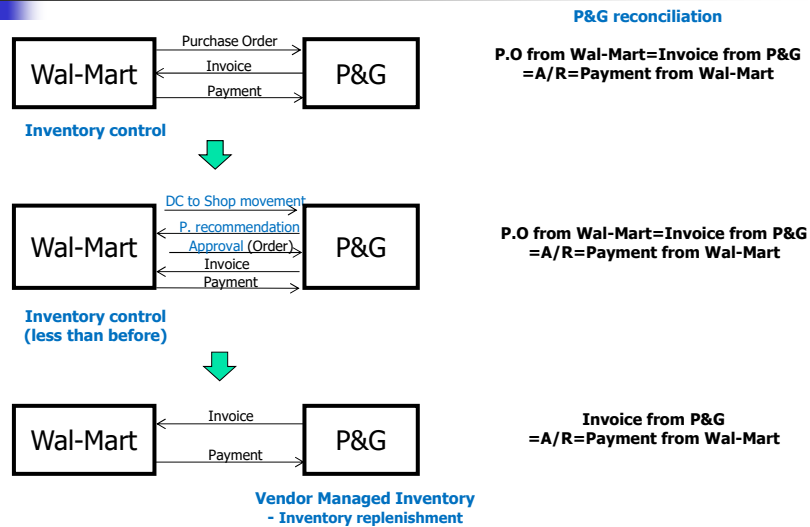 P&G reconciliation
Purchase Order
Wal-Mart
Invoice
P&G
Payment
P.O from Wal-Mart=Invoice from P&G
=A/R=Payment from Wal-Mart
Inventory control
DC to Shop movement
P. recommendation
Wal-Mart
Approval (Order)
P&G
Invoice
Payment
P.O from Wal-Mart=Invoice from P&G
=A/R=Payment from Wal-Mart
Inventory control
(less than before)
Invoice
Wal-Mart
P&G
Payment
Invoice from P&G
=A/R=Payment from Wal-Mart
Vendor Managed Inventory
- Inventory replenishment